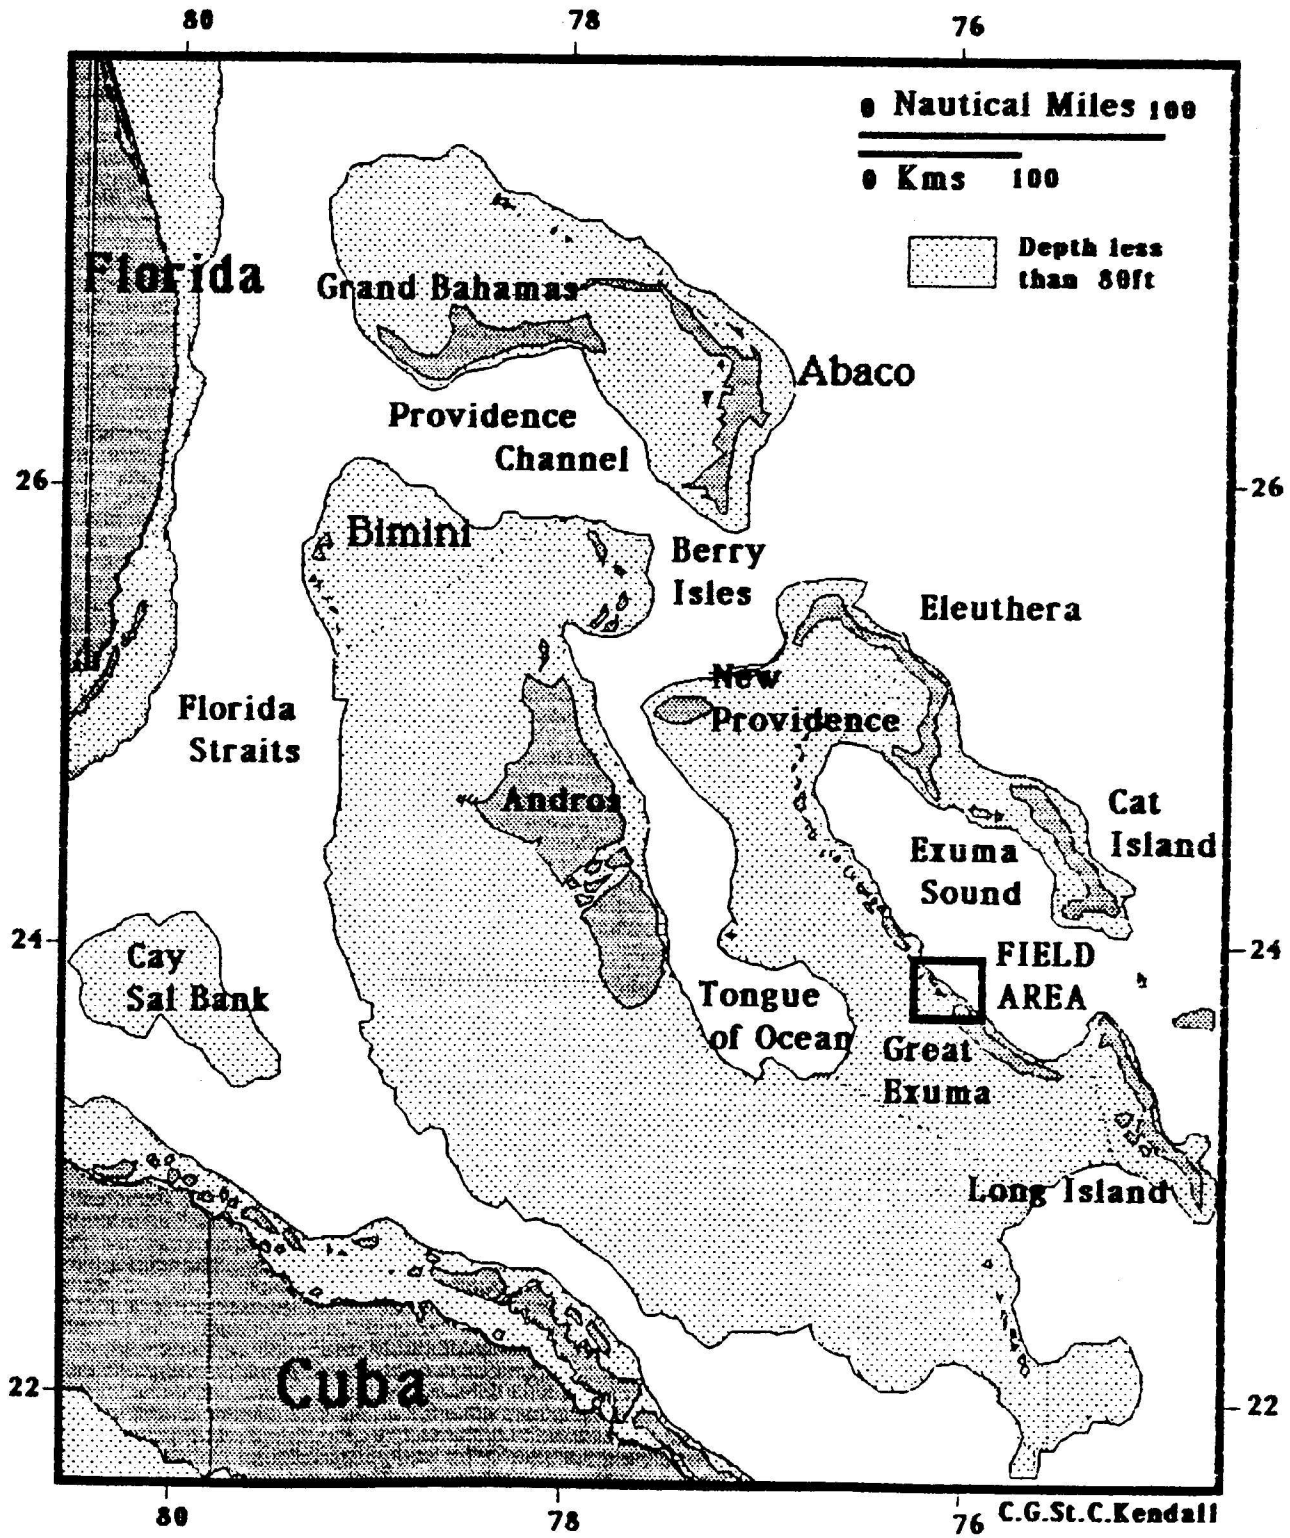 80 78 76
0 Nautical Miles 100
0 Kms 100
Depth less
than 80ft
Florida
Grand Bahamas
Abaco
Providence
Channel
26 26
Bimini
Berry
Isles
Eleuthera
New
Providence
Florida
Straits
Andros
Cat
Island
Exuma
Sound
24 24
Cay
Sal Bank
FIELD
AREA
Tongue
of Ocean
Great
Exuma
Long Island
Cuba
22 22
80 78 76
C.G.St.C.Kendall